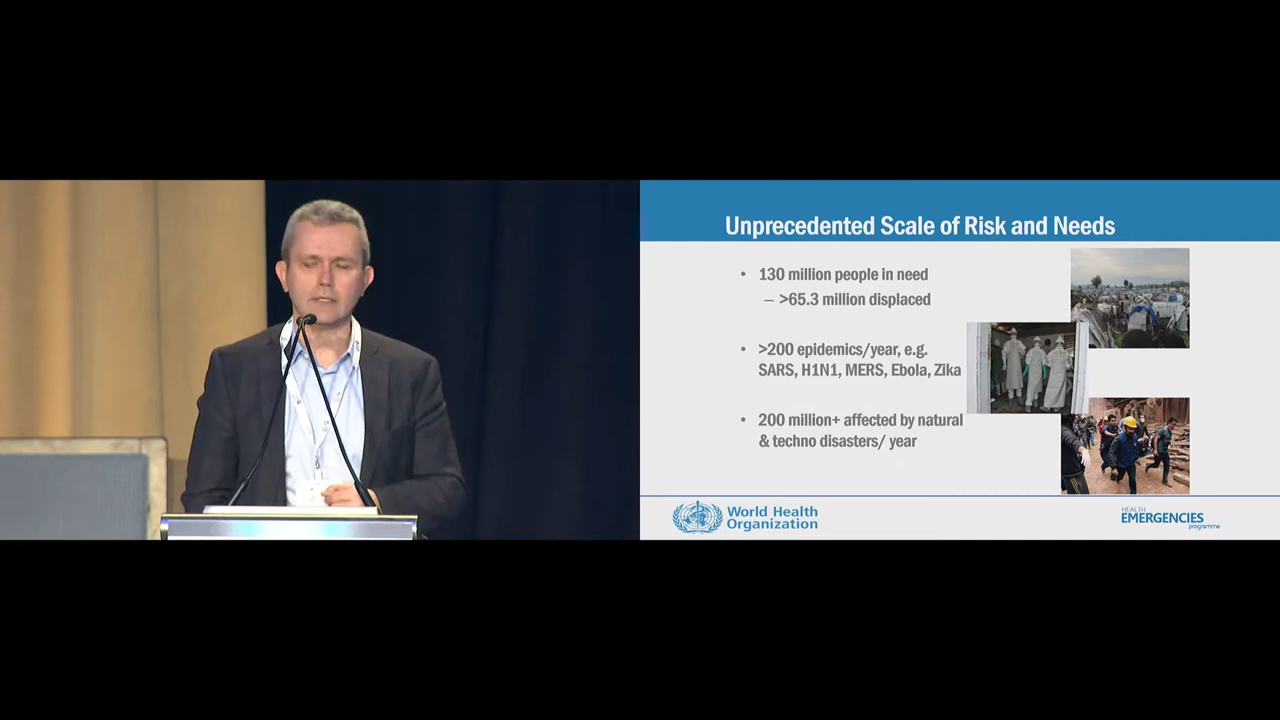 Unprecedented Scale of Risk and Needs
• 130 million people in need
– >65.3 million displaced
• >200 epidemics/year, e.g.
SARS, H1N1, MERS, Ebola, Zika
• 200 million+ affected by natural
& techno disasters/ year
World Health
Organization
HEALTH
EMERGENCIES
programme